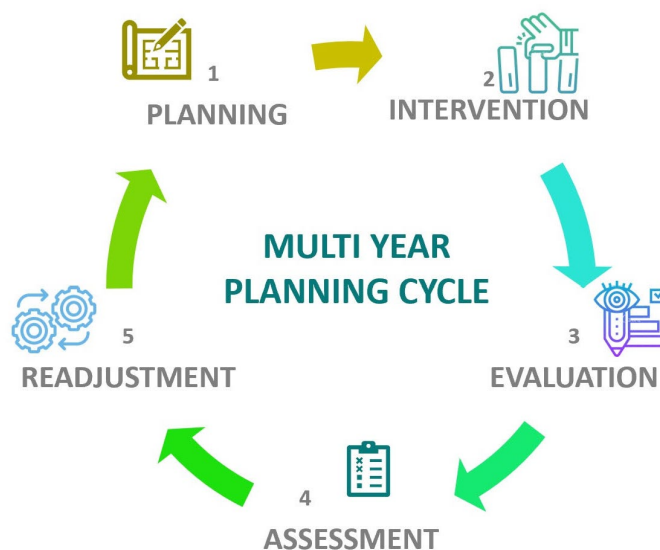 1
PLANNING
2
INTERVENTION
MULTI YEAR
PLANNING CYCLE
3
EVALUATION
4
ASSESSMENT
5
READJUSTMENT